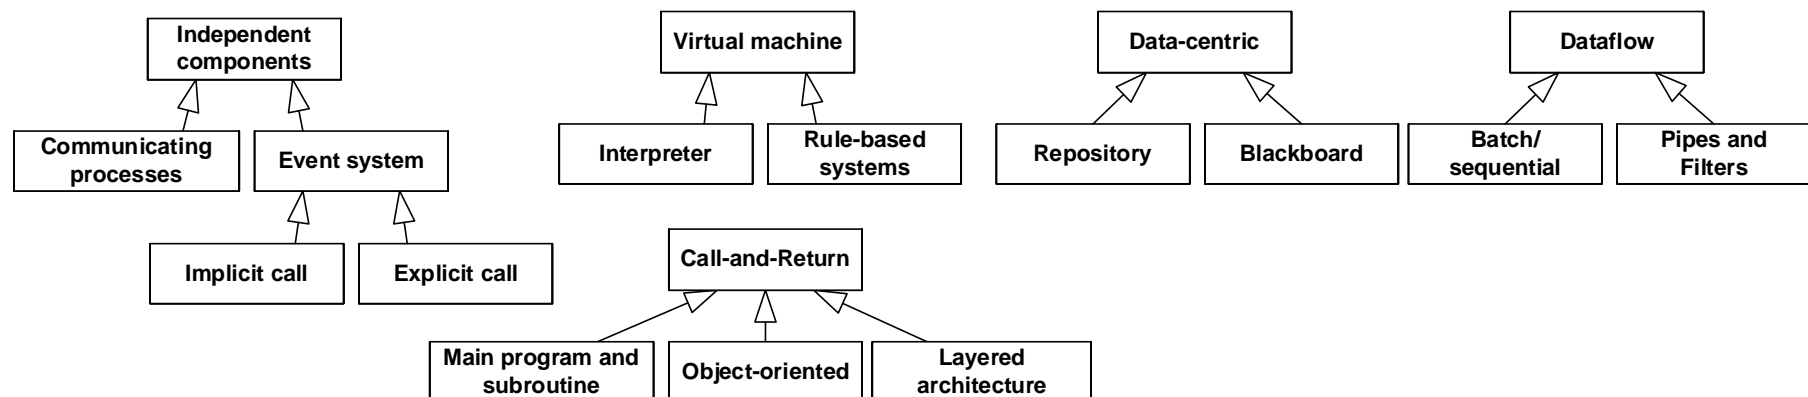 Independent
components
Virtual machine
Data-centric
Dataflow
Communicating
processes
Event system
Interpreter
Rule-based
systems
Repository
Blackboard
Batch/
sequential
Pipes and
Filters
Implicit call
Explicit call
Call-and-Return
Main program and
subroutine
Object-oriented
Layered
architecture